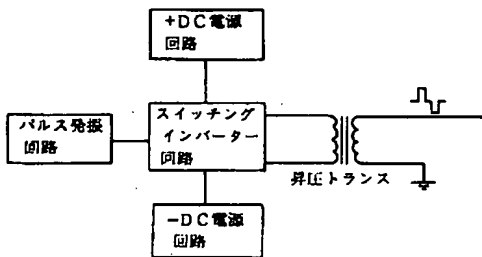 +DC電源
回路
パルス発振
回路
スイッチング
インバーター
回路
昇圧トランス
−DC電源
回路